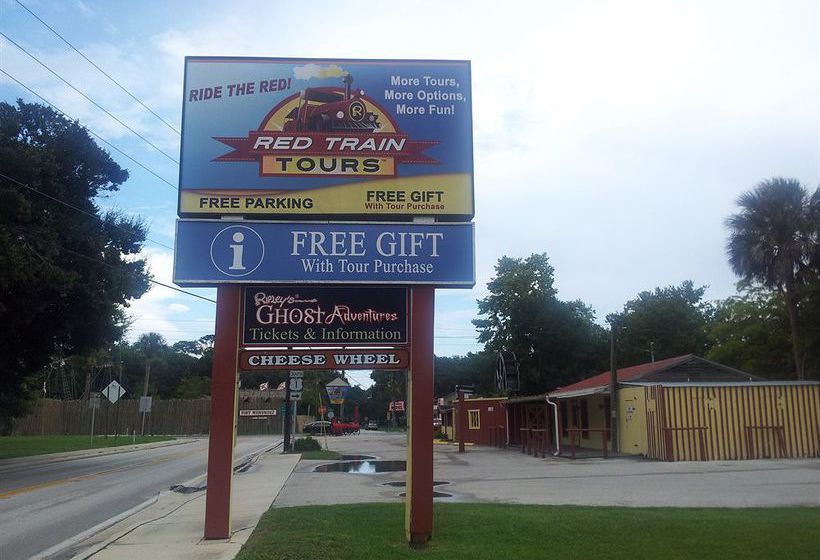 RIDE THE RED!
More Tours,
More Options,
More Fun!
R
RED TRAIN
TOURS™
FREE PARKING
FREE GIFT
With Tour Purchase
i
FREE GIFT
With Tour Purchase
Ripley's
GHOST Adventures
Tickets & Information
CHEESE WHEEL